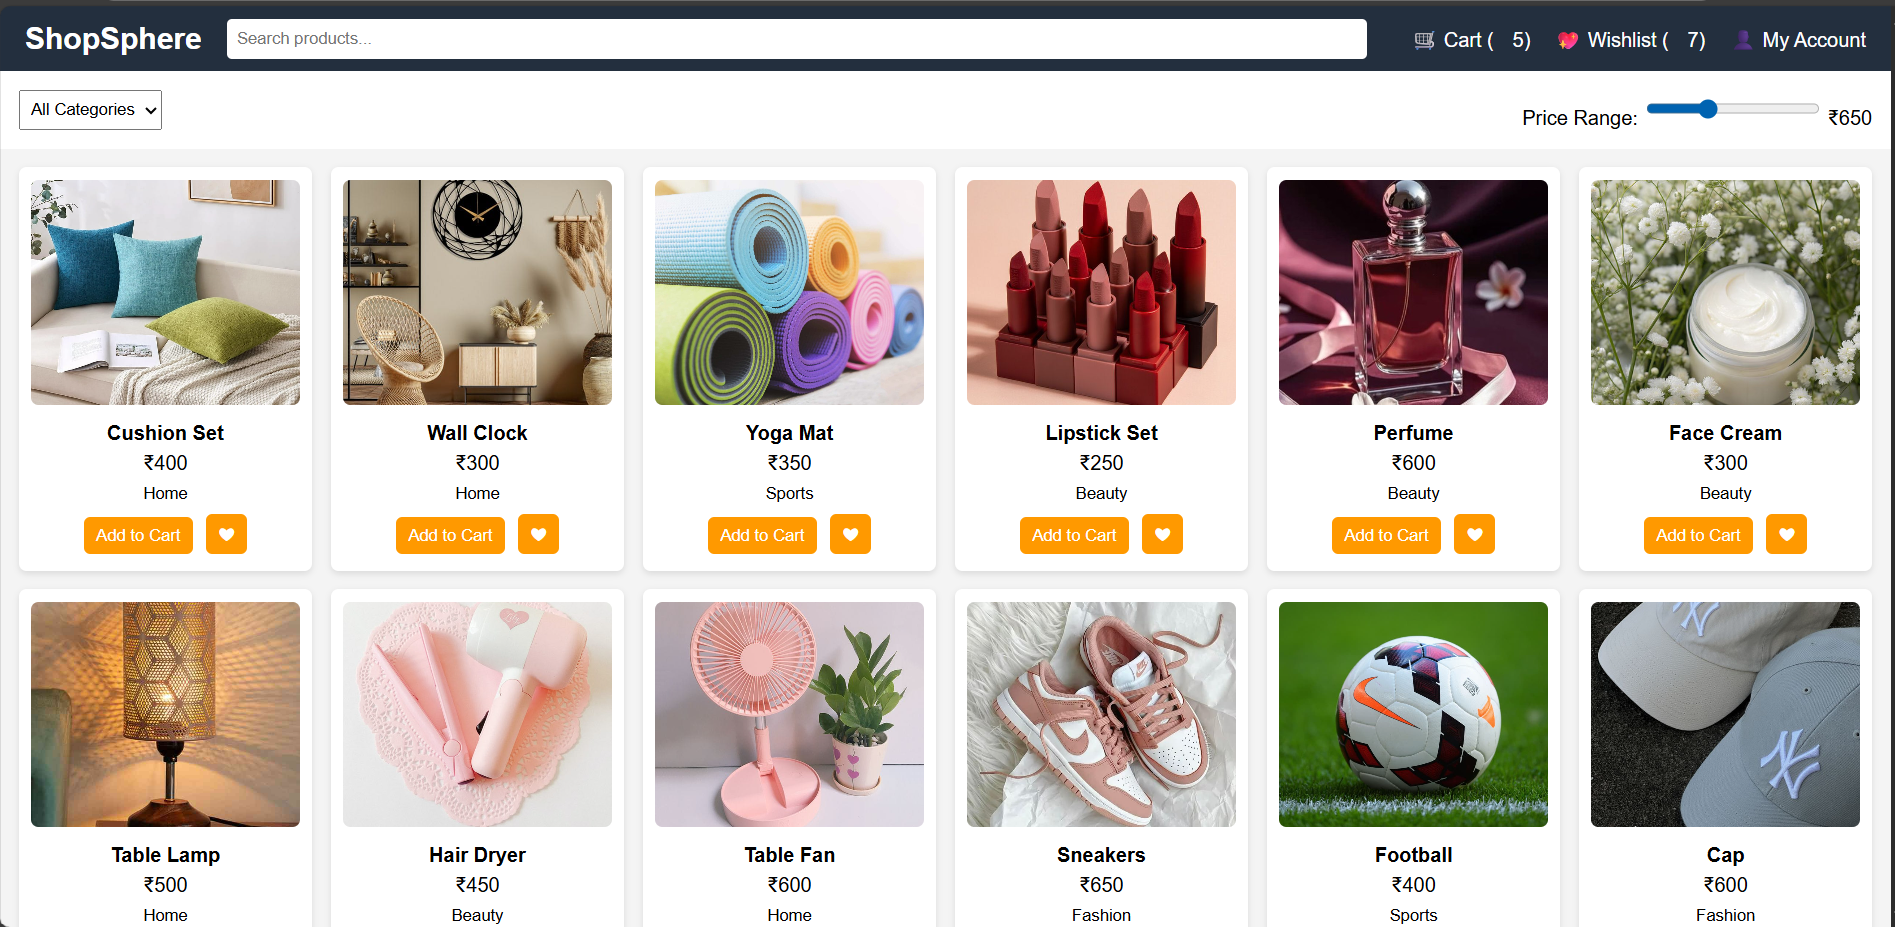 ShopSphere
Search products...
Cart ( 5)
Wishlist ( 7)
My Account
All Categories
Price Range:
₹650
Cushion Set
₹400
Home
Add to Cart
Wall Clock
₹300
Home
Add to Cart
Yoga Mat
₹350
Sports
Add to Cart
Lipstick Set
₹250
Beauty
Add to Cart
Perfume
₹600
Beauty
Add to Cart
Face Cream
₹300
Beauty
Add to Cart
Table Lamp
₹500
Home
Hair Dryer
₹450
Beauty
Table Fan
₹600
Home
Sneakers
₹650
Fashion
Football
₹400
Sports
NY
NY
Cap
₹600
Fashion